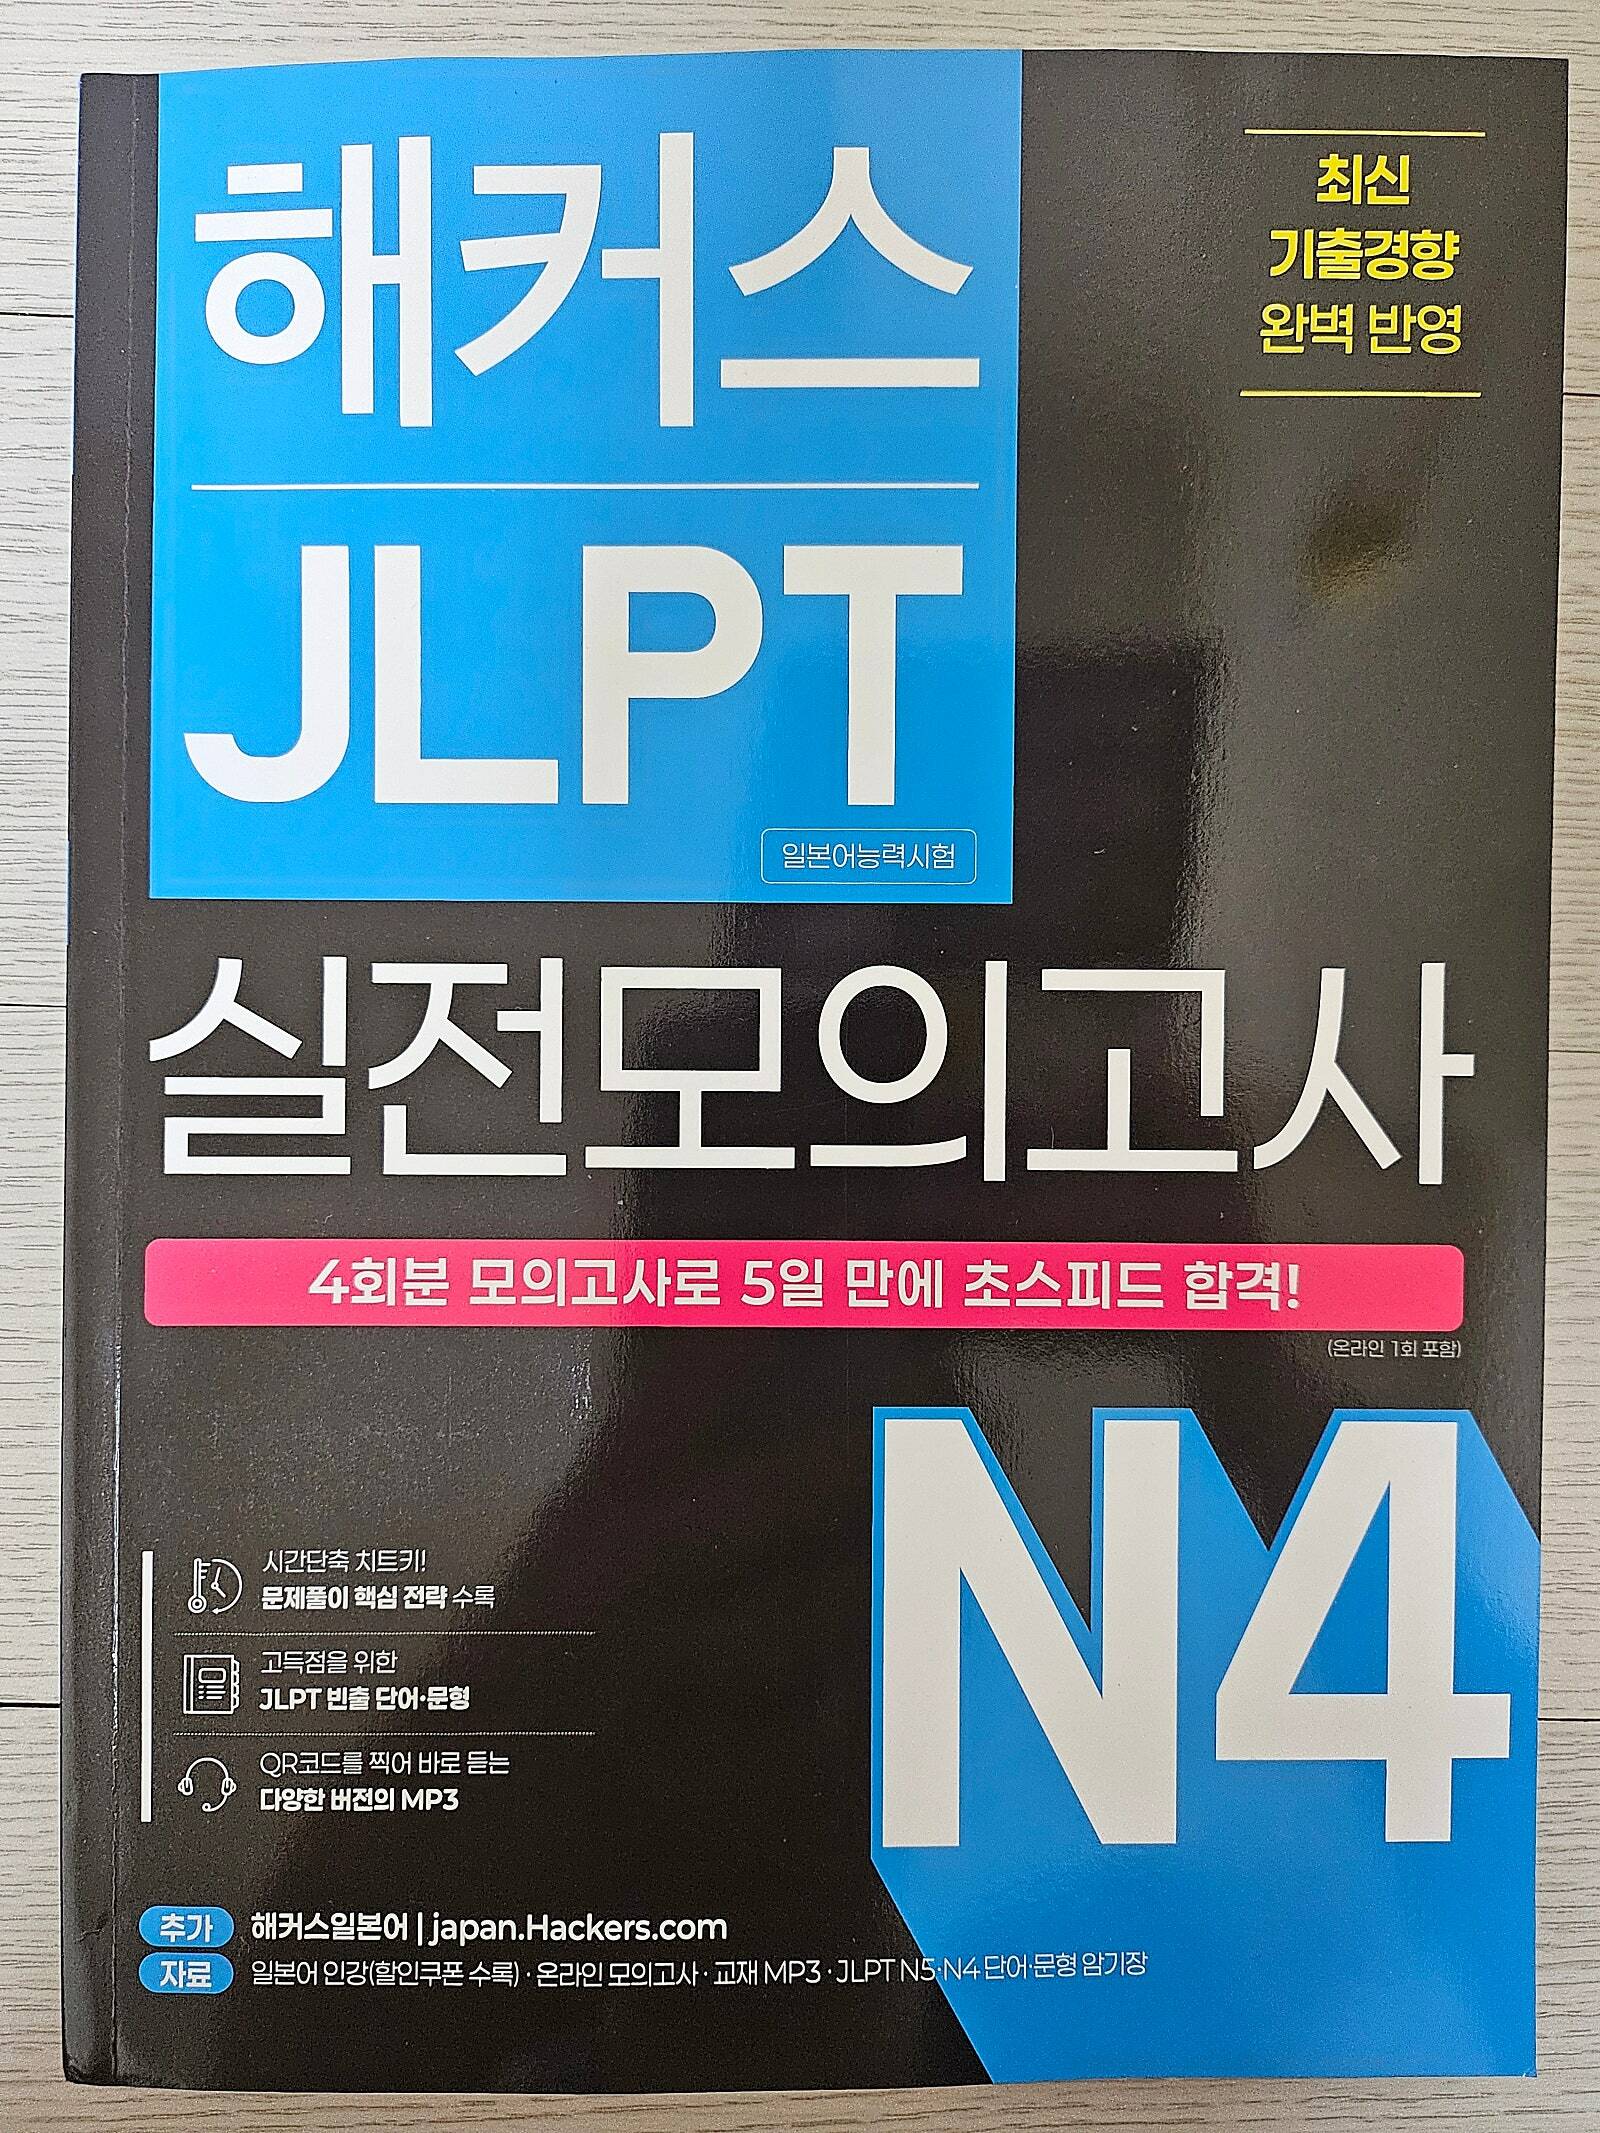 해커스
JLPT
일본어능력시험
최신
기출경향
완벽 반영
실전모의고사
4회분 모의고사로 5일 만에 초스피드 합격!
(온라인 1회 포함)
N4
시간단축 치트키!
문제풀이 핵심 전략 수록
고득점을 위한
JLPT 빈출 단어·문형
QR코드를 찍어 바로 듣는
다양한 버전의 MP3
추가 자료
해커스일본어 | japan.Hackers.com
일본어 인강(할인쿠폰 수록) · 온라인 모의고사 · 교재 MP3 · JLPT N5·N4 단어·문형 암기장